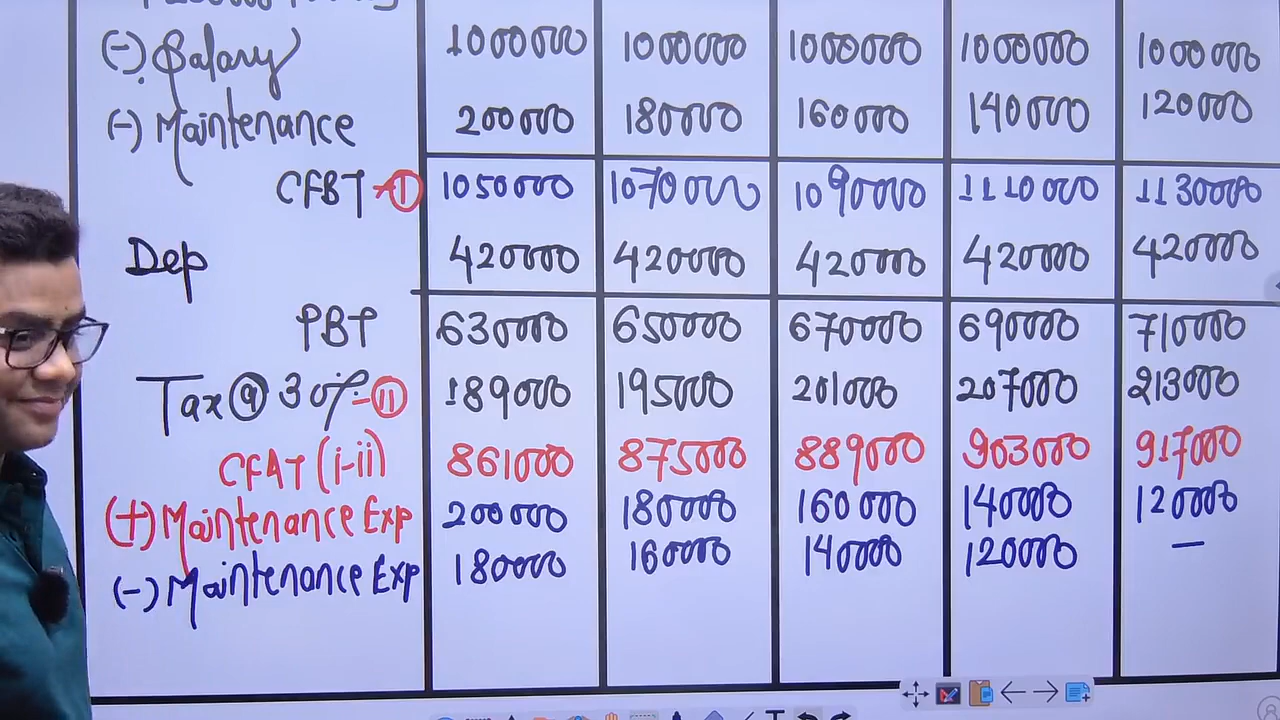 (-) Salary 1000000 1000000 1000000 1000000 1000000
(-) Maintenance 200000 180000 160000 140000 120000
CFBT - I 1050000 1070000 1090000 1110000 1130000
Dep 420000 420000 420000 420000 420000
PBT 630000 650000 670000 690000 710000
Tax @ 30% - II 189000 195000 201000 207000 213000
CFAT (i-ii) 861000 875000 889000 903000 917000
(+) Maintenance Exp 200000 180000 160000 140000 120000
(-) Maintenance Exp 180000 160000 140000 120000 —